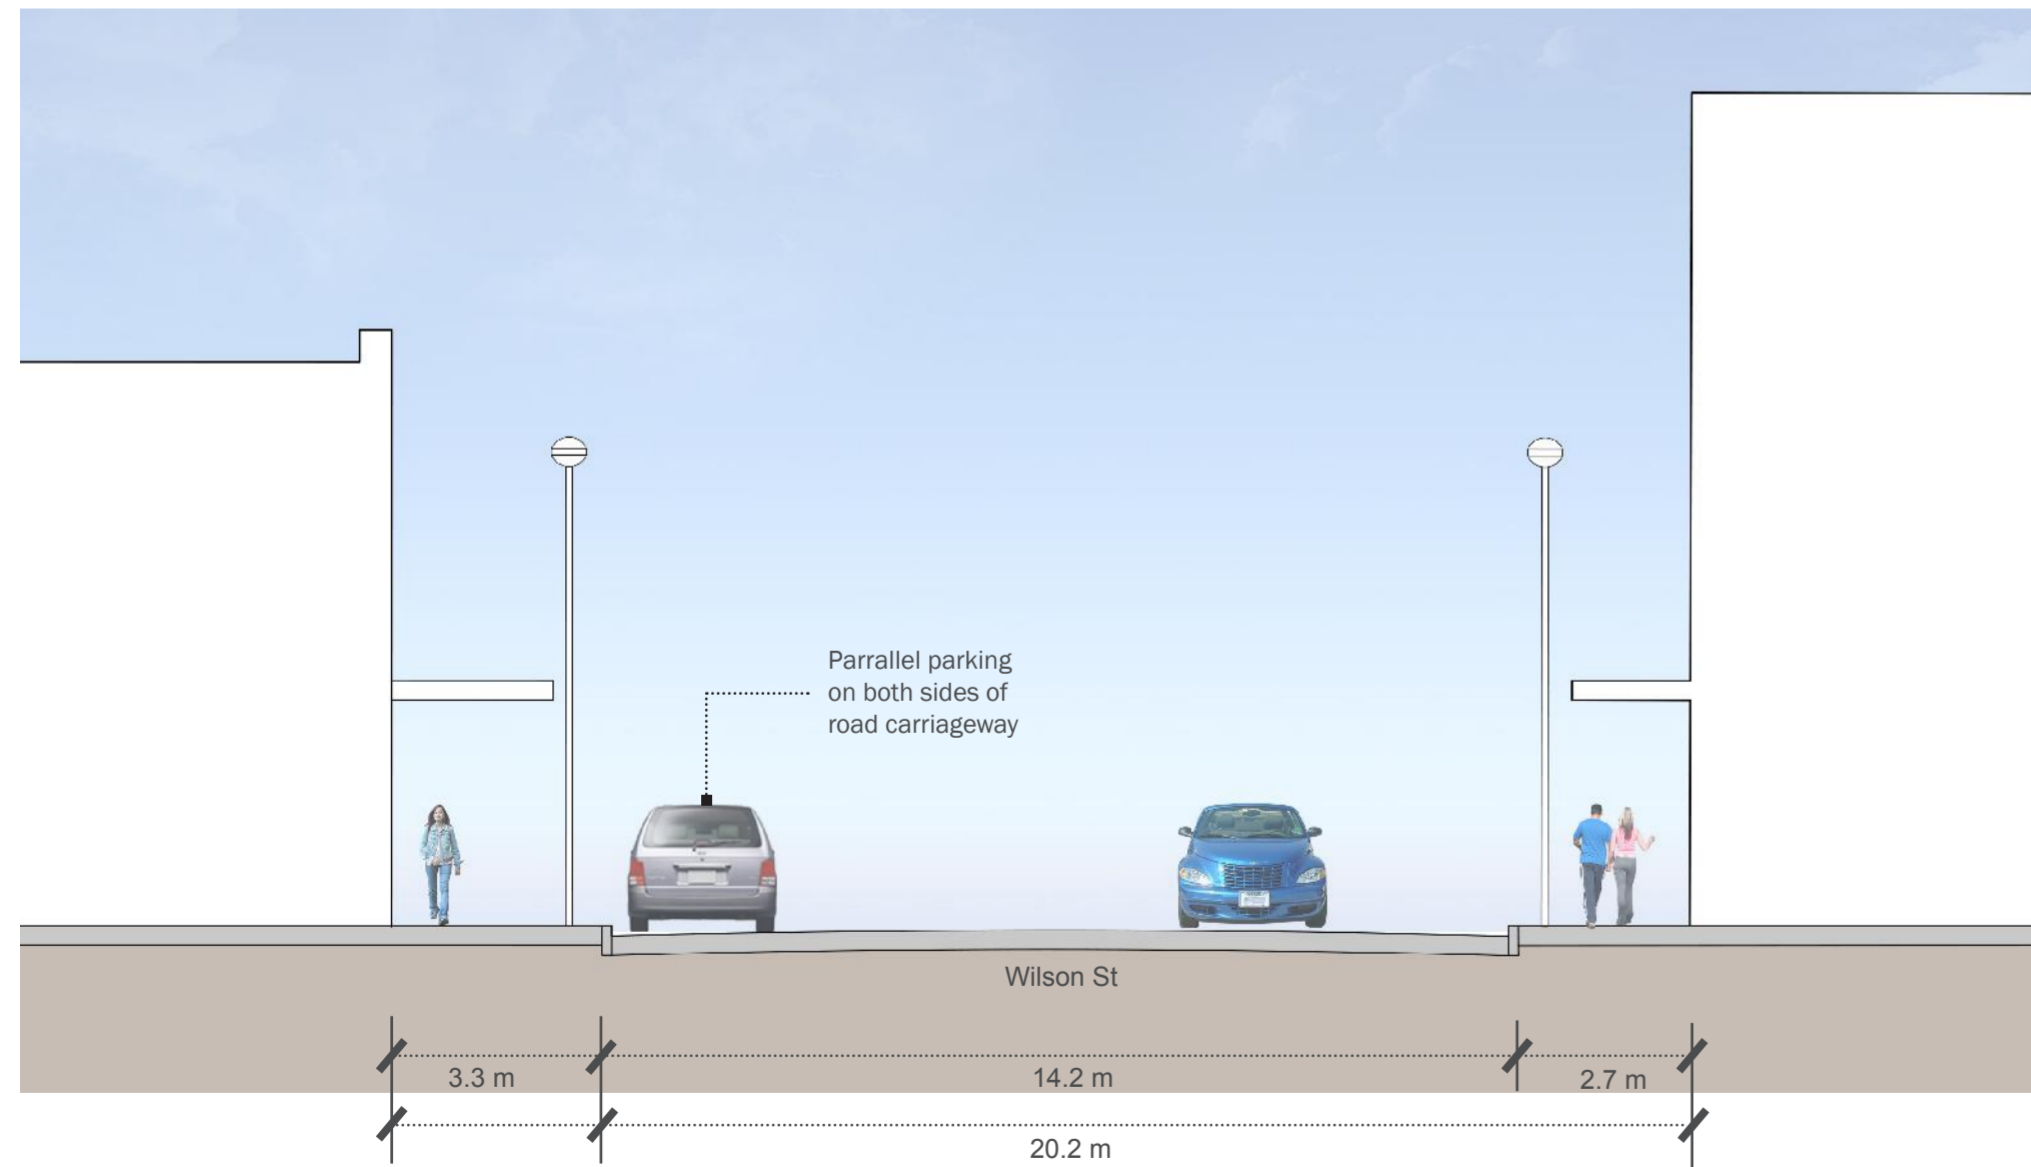 Parrallel parking
on both sides of
road carriageway
Wilson St
3.3 m
14.2 m
2.7 m
20.2 m